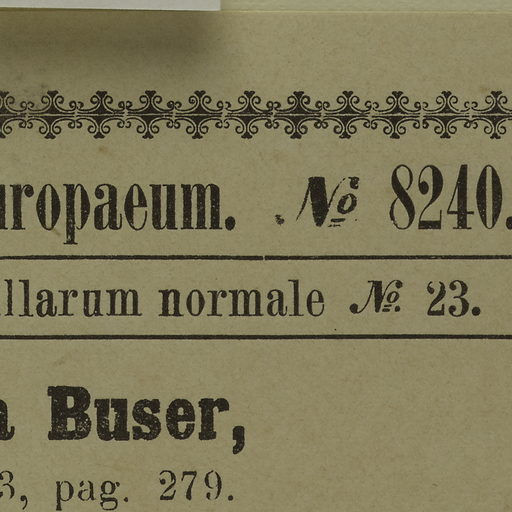 uropaeum. № 8240.
llarum normale №. 23.
a Buser,
3, pag. 279.